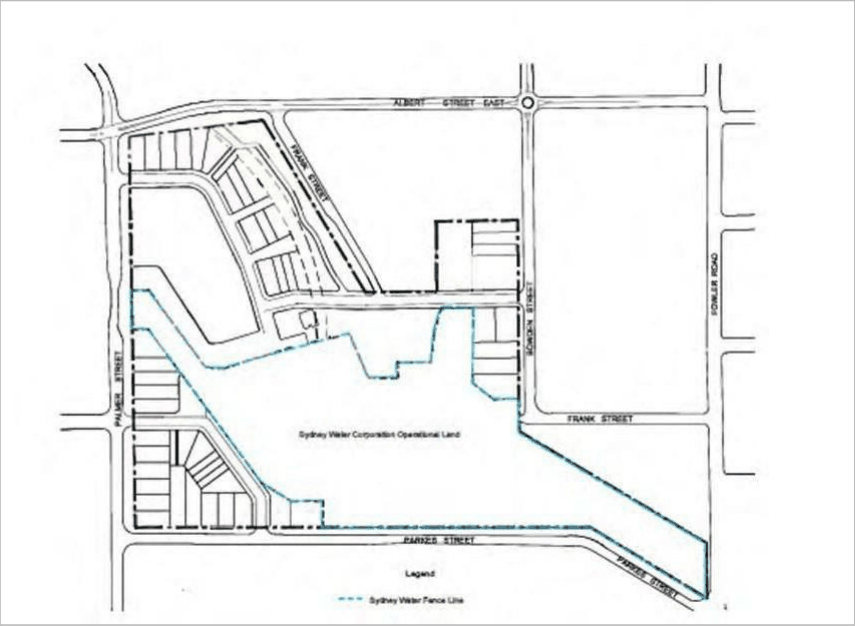 ALBERT STREET EAST
FRANK STREET
FOWLER ROAD
BOWDEN STREET
PALMER STREET
FRANK STREET
Sydney Water Corporation Operational Land
PARKES STREET
PARKES STREET
Legend
Sydney Water Fence Line